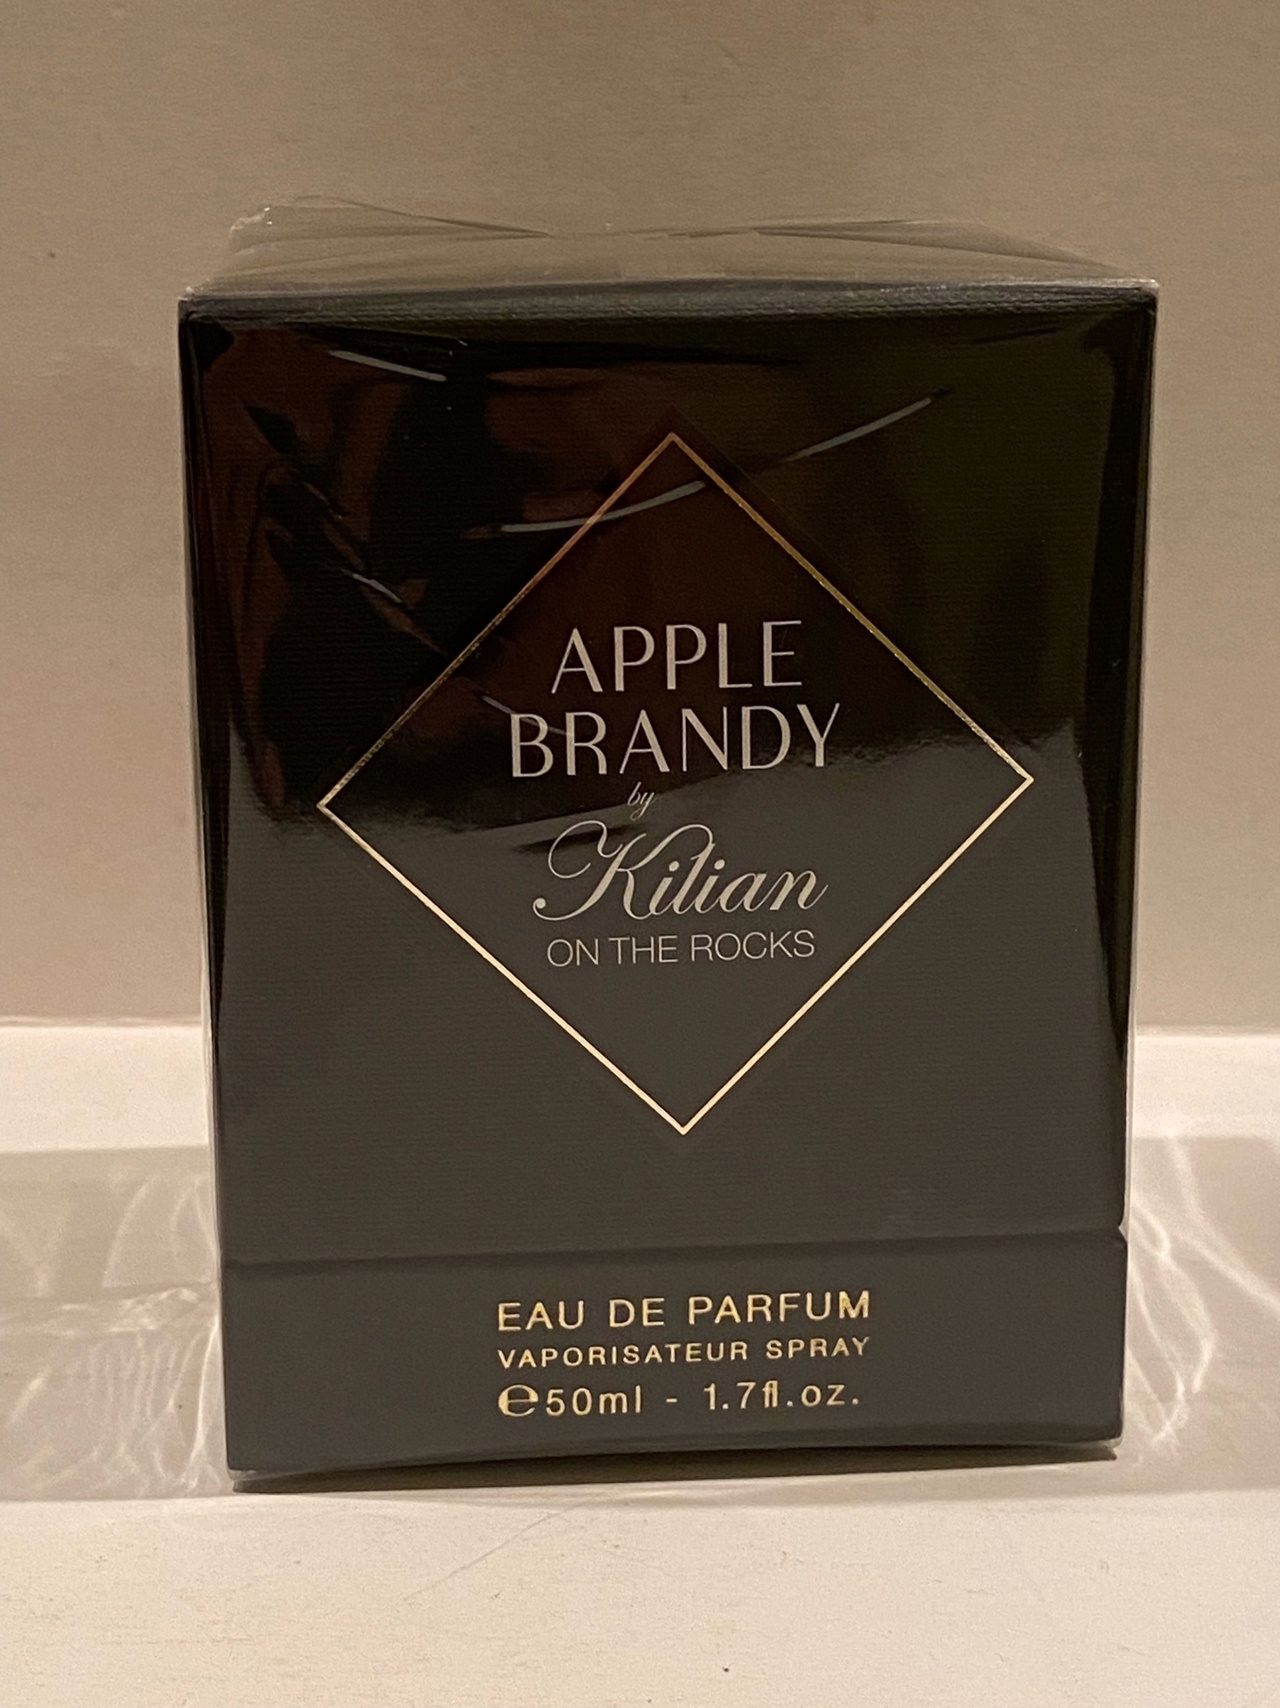 APPLE
BRANDY
by
Kilian
ON THE ROCKS
EAU DE PARFUM
VAPORISATEUR SPRAY
℮50ml - 1.7fl.oz.